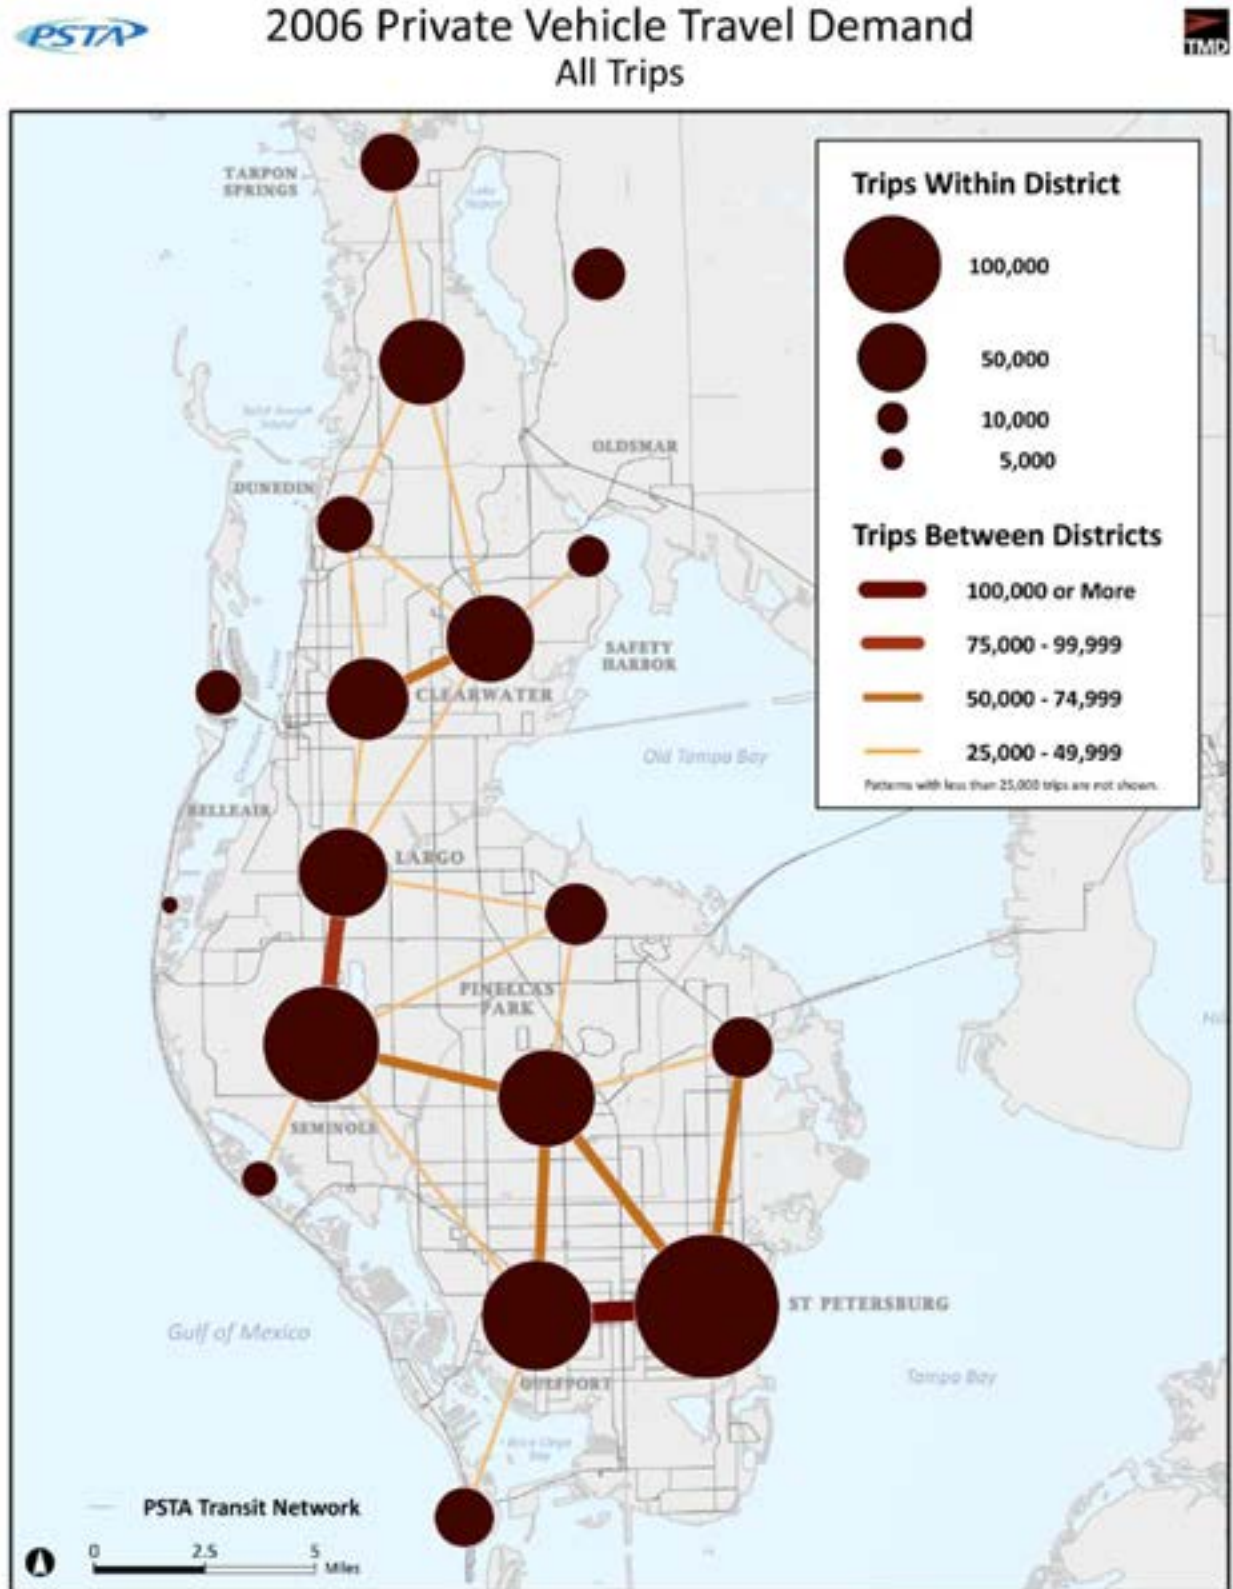 PSTA
2006 Private Vehicle Travel Demand
All Trips
TMD
TARPON
SPRINGS
Lake
Trips Within District
100,000
50,000
10,000
5,000
OLDSMAR
DUNEDIN
Trips Between Districts
100,000 or More
75,000 - 99,999
50,000 - 74,999
25,000 - 49,999
Patterns with less than 25,000 trips are not shown.
SAFETY
HARBOR
CLEARWATER
Old Tampa Bay
BELLEAIR
LARGO
PINELLAS
PARK
SEMINOLE
ST PETERSBURG
Gulf of Mexico
GULFPORT
Tampa Bay
Boca Ciega
Bay
PSTA Transit Network
0 2.5 5
Miles